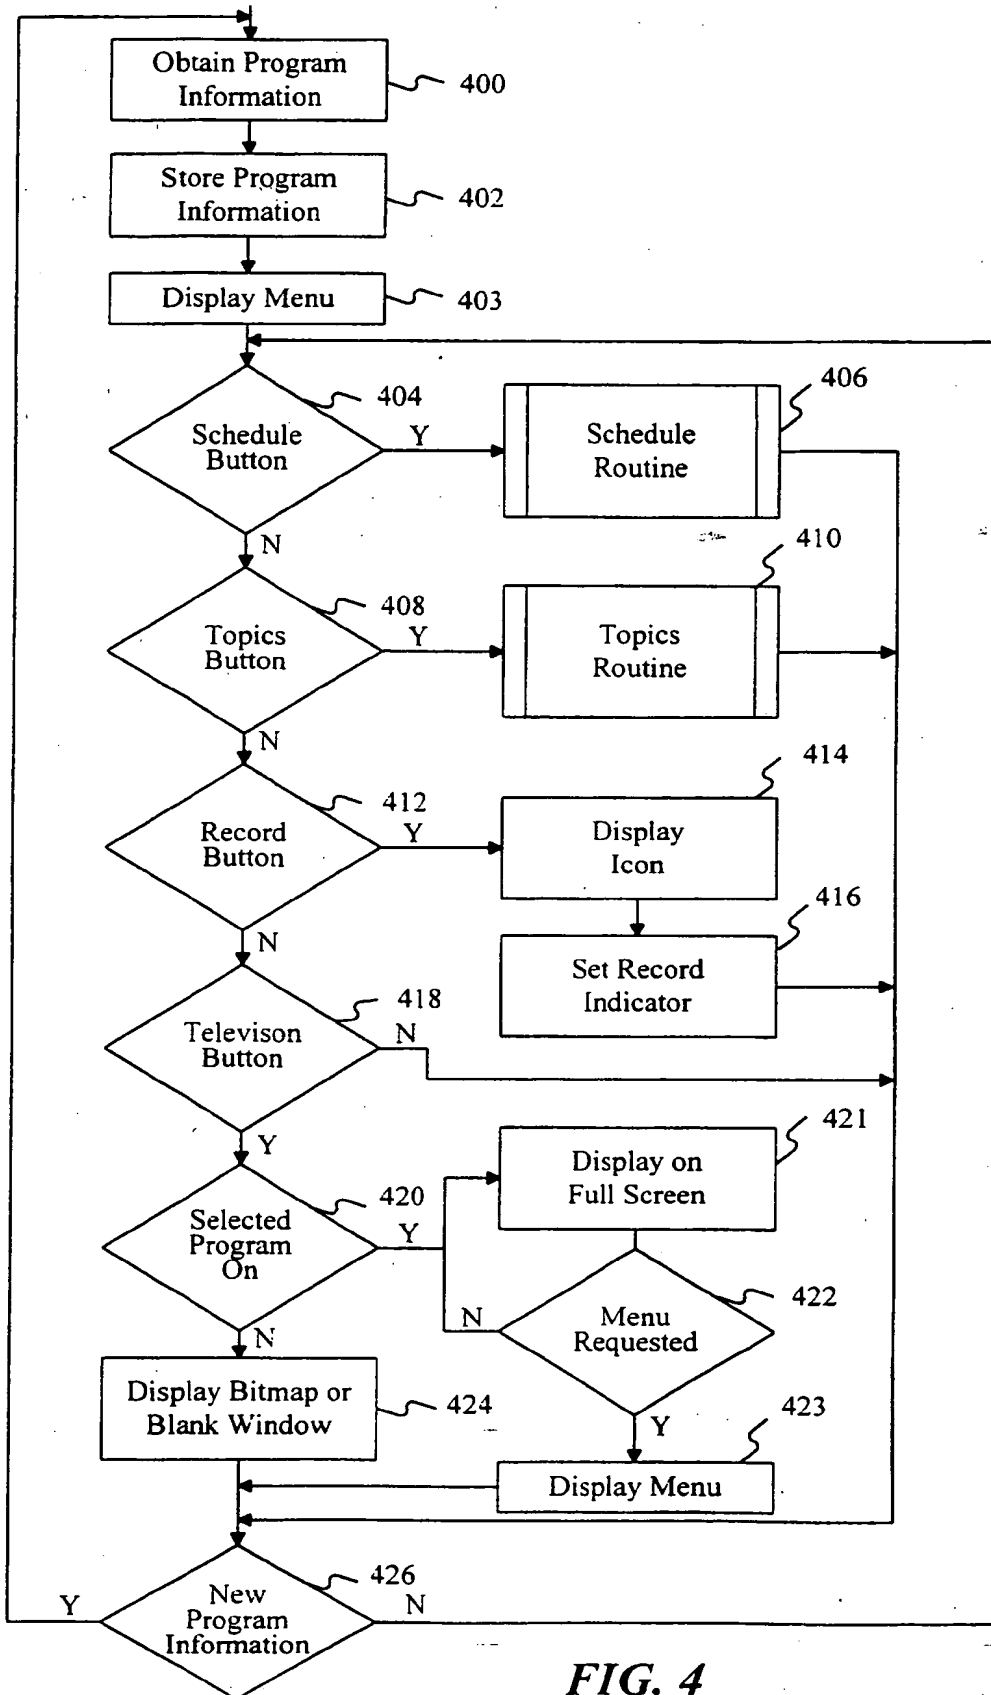 Obtain Program
Information
400
Store Program
Information
402
Display Menu
403
404
Schedule
Button
Y
N
406
Schedule
Routine
408
Topics
Button
Y
N
410
Topics
Routine
412
Record
Button
Y
N
414
Display
Icon
416
Set Record
Indicator
418
Televison
Button
N
Y
420
Selected
Program
On
Y
N
421
Display on
Full Screen
422
Menu
Requested
N
Y
423
Display Menu
Display Bitmap or
Blank Window
424
426
New
Program
Information
Y
N
FIG. 4